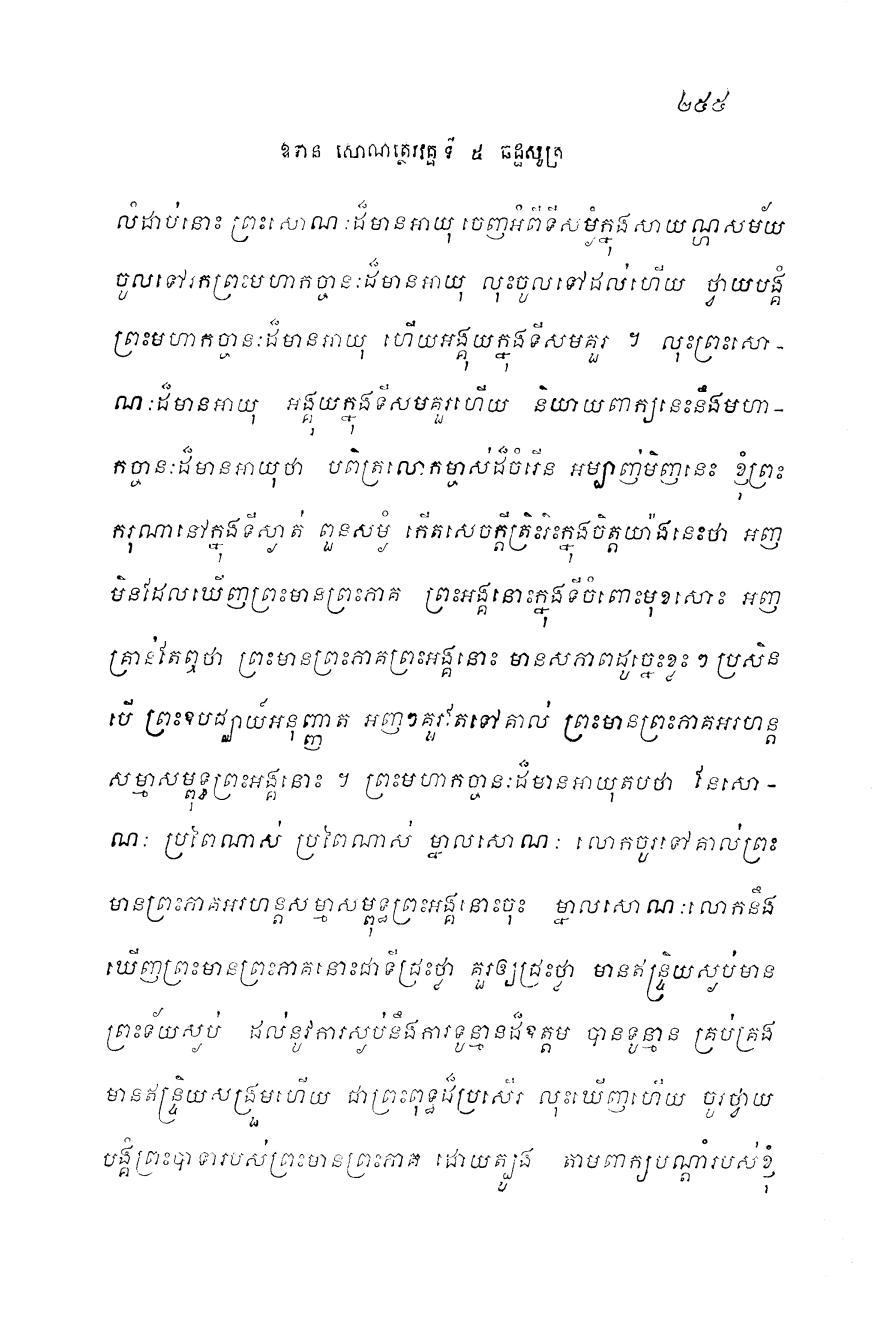 ២៥៥
ឧទាន សោណត្ថេរវគ្គ ទី ៥ ឆដ្ឋសូត្រ
លំដាប់នោះ ព្រះសោណៈដ៏មានអាយុ ចេញអំពីទីសម្ងំក្នុងសាយណ្ហសម័យ
ចូលទៅរកព្រះមហាកច្ចានៈដ៏មានអាយុ លុះចូលទៅដល់ហើយ ថ្វាយបង្គំ
ព្រះមហាកច្ចានៈដ៏មានអាយុ ហើយអង្គុយក្នុងទីសមគួរ ។ លុះព្រះសោ-
ណៈដ៏មានអាយុ អង្គុយក្នុងទីសមគួរហើយ និយាយពាក្យនេះនឹងមហា-
កច្ចានៈដ៏មានអាយុថា បពិត្រលោកម្ចាស់ដ៏ចំរើន អម្បាញ់មិញនេះ ខ្ញុំព្រះ
ករុណានៅក្នុងទីស្ងាត់ ពួនសម្ងំ កើតសេចក្តីត្រិះរិះក្នុងចិត្តយ៉ាងនេះថា អញ
មិនដែលឃើញព្រះមានព្រះភាគ ព្រះអង្គនោះក្នុងទីចំពោះមុខសោះ អញ
គ្រាន់តែឮថា ព្រះមានព្រះភាគព្រះអង្គនោះ មានសភាពដូច្នេះខ្លះ ៗ ប្រសិន
បើ ព្រះឧបជ្ឈាយ៍អនុញ្ញាត អញៗគួរតែទៅគាល់ ព្រះមានព្រះភាគអរហន្ត
សម្មាសម្ពុទ្ធព្រះអង្គនោះ ។ ព្រះមហាកច្ចានៈដ៏មានអាយុតបថា នែសោ-
ណៈ ប្រពៃណាស់ ប្រពៃណាស់ ម្នាលសោណៈ លោកចូរទៅគាល់ព្រះ
មានព្រះភាគអរហន្តសម្មាសម្ពុទ្ធព្រះអង្គនោះចុះ ម្នាលសោណៈលោកនឹង
ឃើញព្រះមានព្រះភាគនោះជាទីជ្រះថ្លា គួរឲ្យជ្រះថ្លា មានឥន្ទ្រិយស្ងប់មាន
ព្រះទ័យស្ងប់ ដល់នូវការស្ងប់នឹងការទូន្មានដ៏ឧត្តម បានទូន្មាន គ្រប់គ្រង
មានឥន្ទ្រិយសង្រួមហើយ ជាព្រះពុទ្ធដ៏ប្រសើរ លុះឃើញហើយ ចូរថ្វាយ
បង្គំព្រះបាទារបស់ព្រះមានព្រះភាគ ដោយត្បូង តាមពាក្យបណ្តាំរបស់ខ្ញុំ